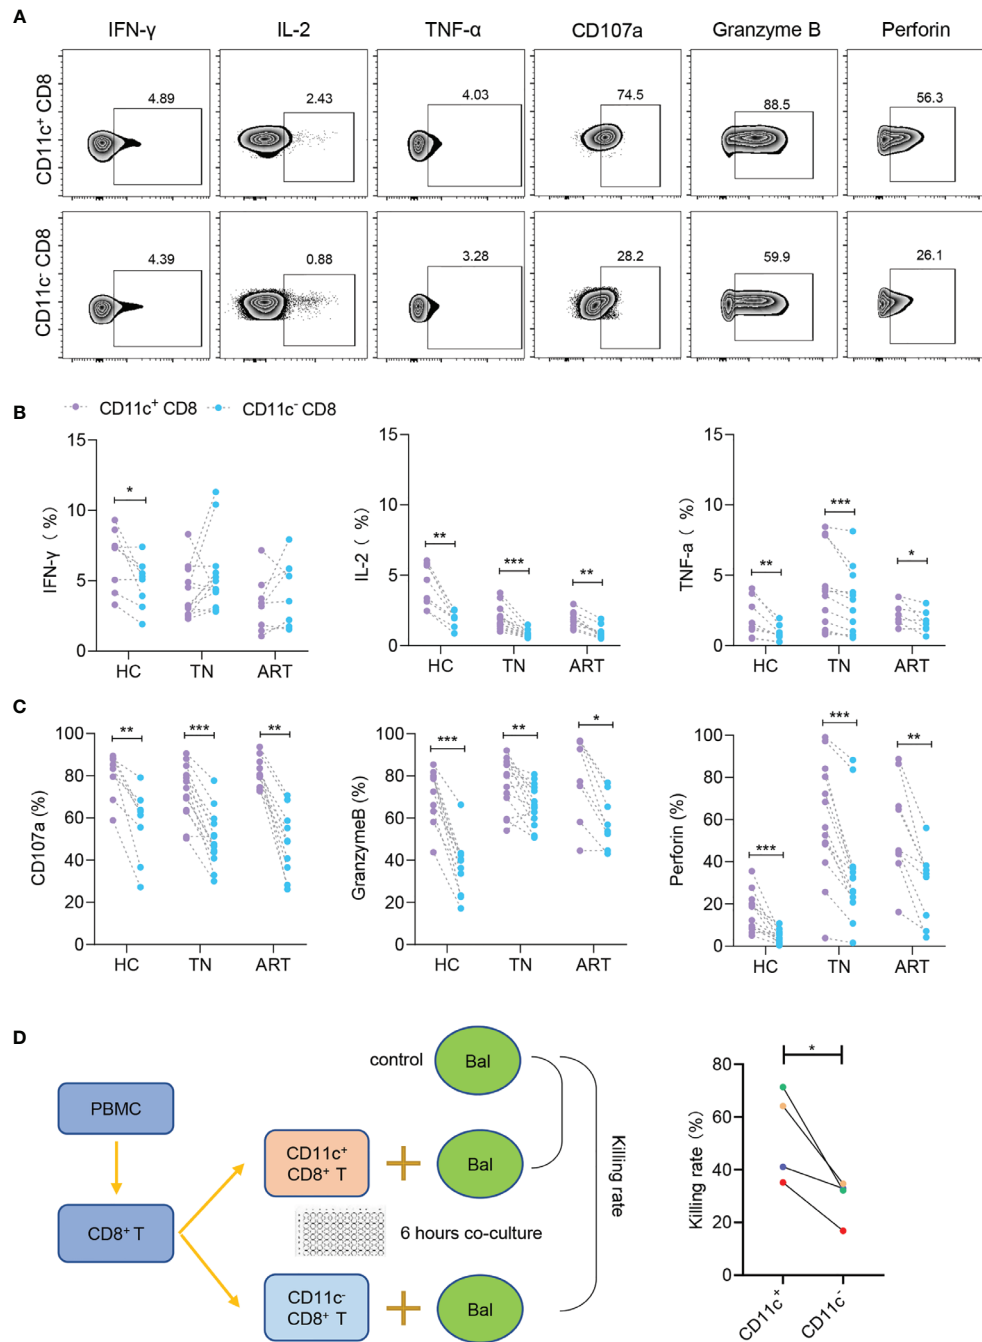 A
IFN-γ IL-2 TNF-α CD107a Granzyme B Perforin
CD11c⁺ CD8
4.89 2.43 4.03 74.5 88.5 56.3
CD11c⁻ CD8
4.39 0.88 3.28 28.2 59.9 26.1
B
CD11c⁺ CD8 CD11c⁻ CD8
IFN-γ ( %)
15
10
5
0
*
HC TN ART
IL-2 ( %)
15
10
5
0
** *** **
HC TN ART
TNF-a ( %)
15
10
5
0
** *** *
HC TN ART
C
CD107a (%)
100
80
60
40
20
0
** *** **
HC TN ART
GranzymeB (%)
100
80
60
40
20
0
*** ** *
HC TN ART
Perforin (%)
100
80
60
40
20
0
*** *** **
HC TN ART
D
control Bal
PBMC
CD11c⁺
CD8⁺ T
Bal
CD8⁺ T
6 hours co-culture
CD11c-
CD8⁺ T
Bal
Killing rate
Killing rate (%)
80
60
40
20
0
*
CD11c⁺ CD11c⁻